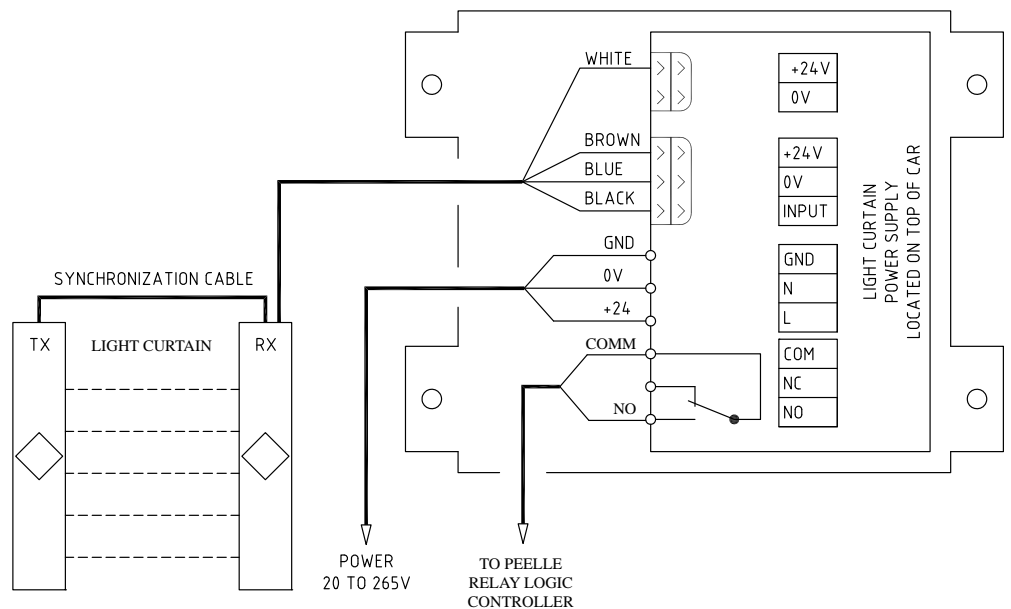 WHITE
+24V
0V
BROWN
BLUE
BLACK
+24V
0V
INPUT
LIGHT CURTAIN
POWER SUPPLY
LOCATED ON TOP OF CAR
GND
0V
+24
GND
N
L
COMM
NO
COM
NC
NO
SYNCHRONIZATION CABLE
TX
LIGHT CURTAIN
RX
POWER
20 TO 265V
TO PEELLE
RELAY LOGIC
CONTROLLER